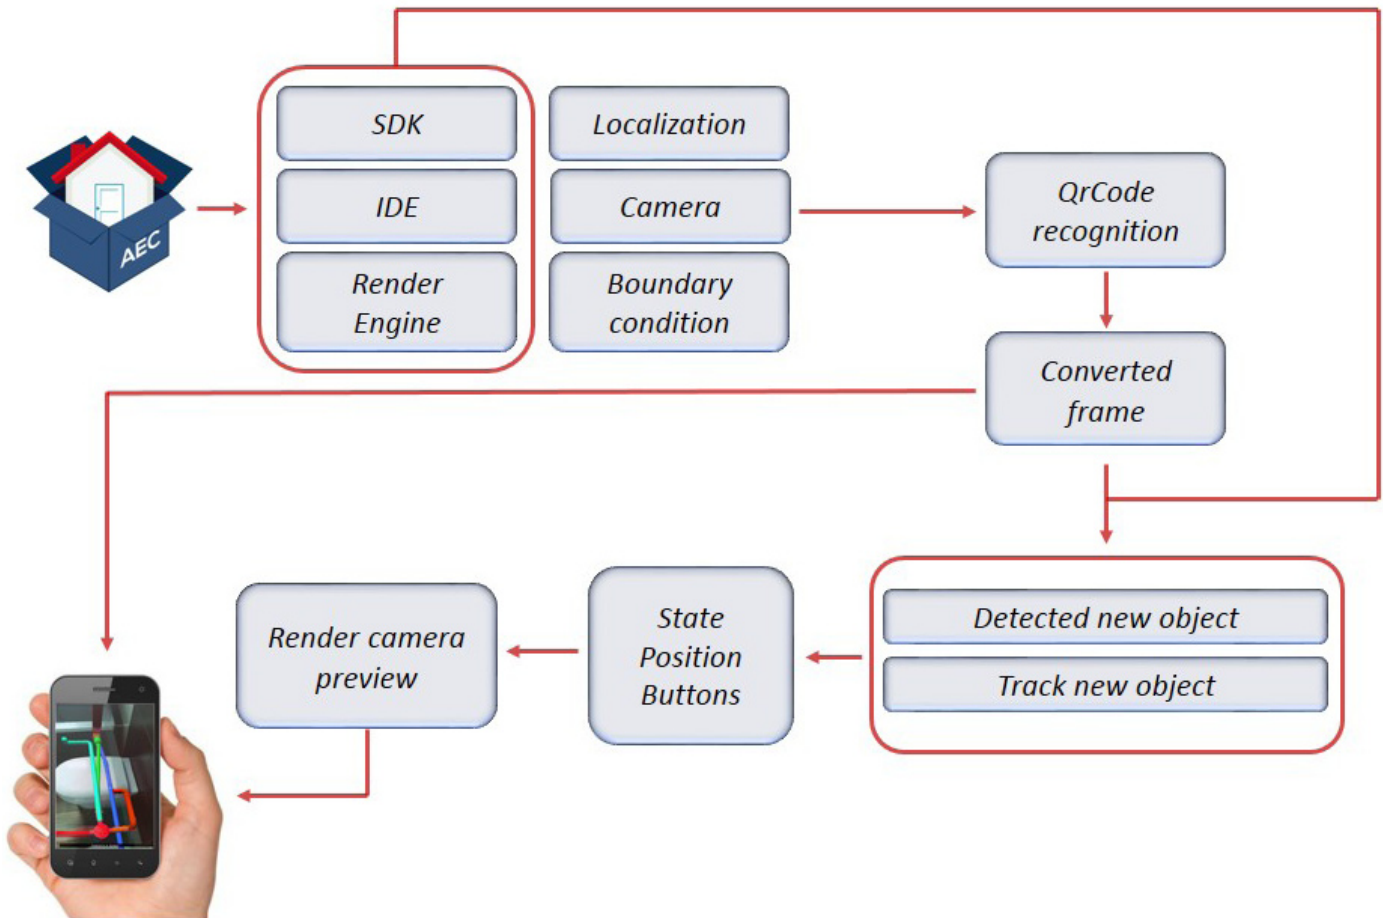 SDK
Localization
IDE
Camera
QrCode
recognition
AEC
Render
Engine
Boundary
condition
Converted
frame
Detected new object
Track new object
State
Position
Buttons
Render camera
preview